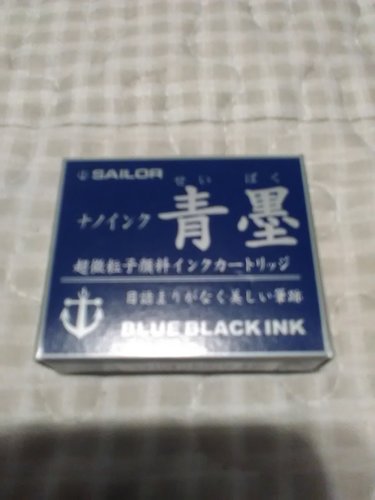 SAILOR
せいぼく
ナノインク 青墨
超微粒子顔料インクカートリッジ
目詰まりがなく美しい筆跡
BLUE BLACK INK